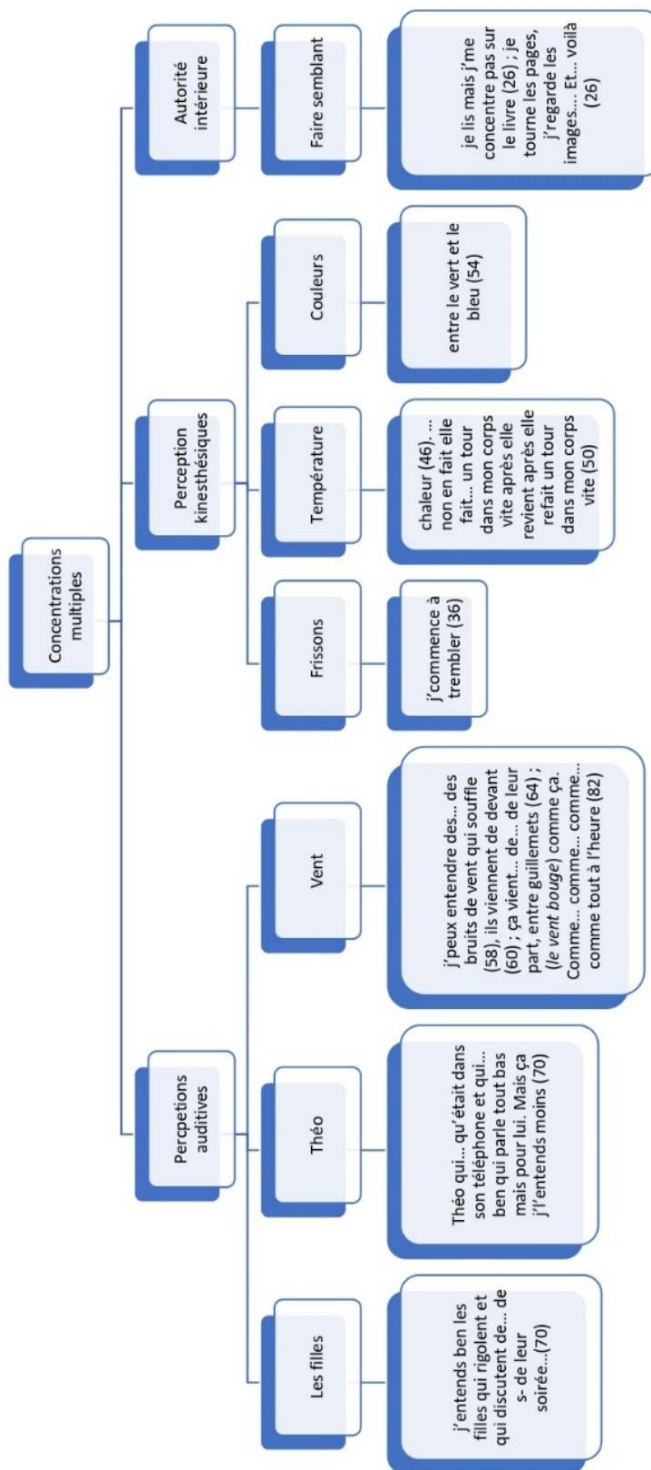 Concentrations
multiples
Percpetions
auditives
Perception
kinesthésiques
Autorité
intérieure
Les filles
Théo
Vent
Frissons
Température
Couleurs
Faire semblant
j'entends ben les
filles qui rigolent et
qui discutent de... de
s- de leur
soirée...(70)
Théo qui... qu'était dans
son téléphone et qui...
ben qui parle tout bas
mais pour lui. Mais ça
j'l'entends moins (70)
j'peux entendre des... des
bruits de vent qui souffle
(58), ils viennent de devant
(60) ; ça vient... de... de leur
part, entre guillemets (64) ;
(le vent bouge) comme ça.
Comme... comme... comme...
comme tout à l'heure (82)
j'commence à
trembler (36)
chaleur (46). ...
non en fait elle
fait... un tour
dans mon corps
vite après elle
revient après elle
refait un tour
dans mon corps
vite (50)
entre le vert et le
bleu (54)
je lis mais j'me
concentre pas sur
le livre (26) ; je
tourne les pages,
j'regarde les
images.... Et... voilà
(26)